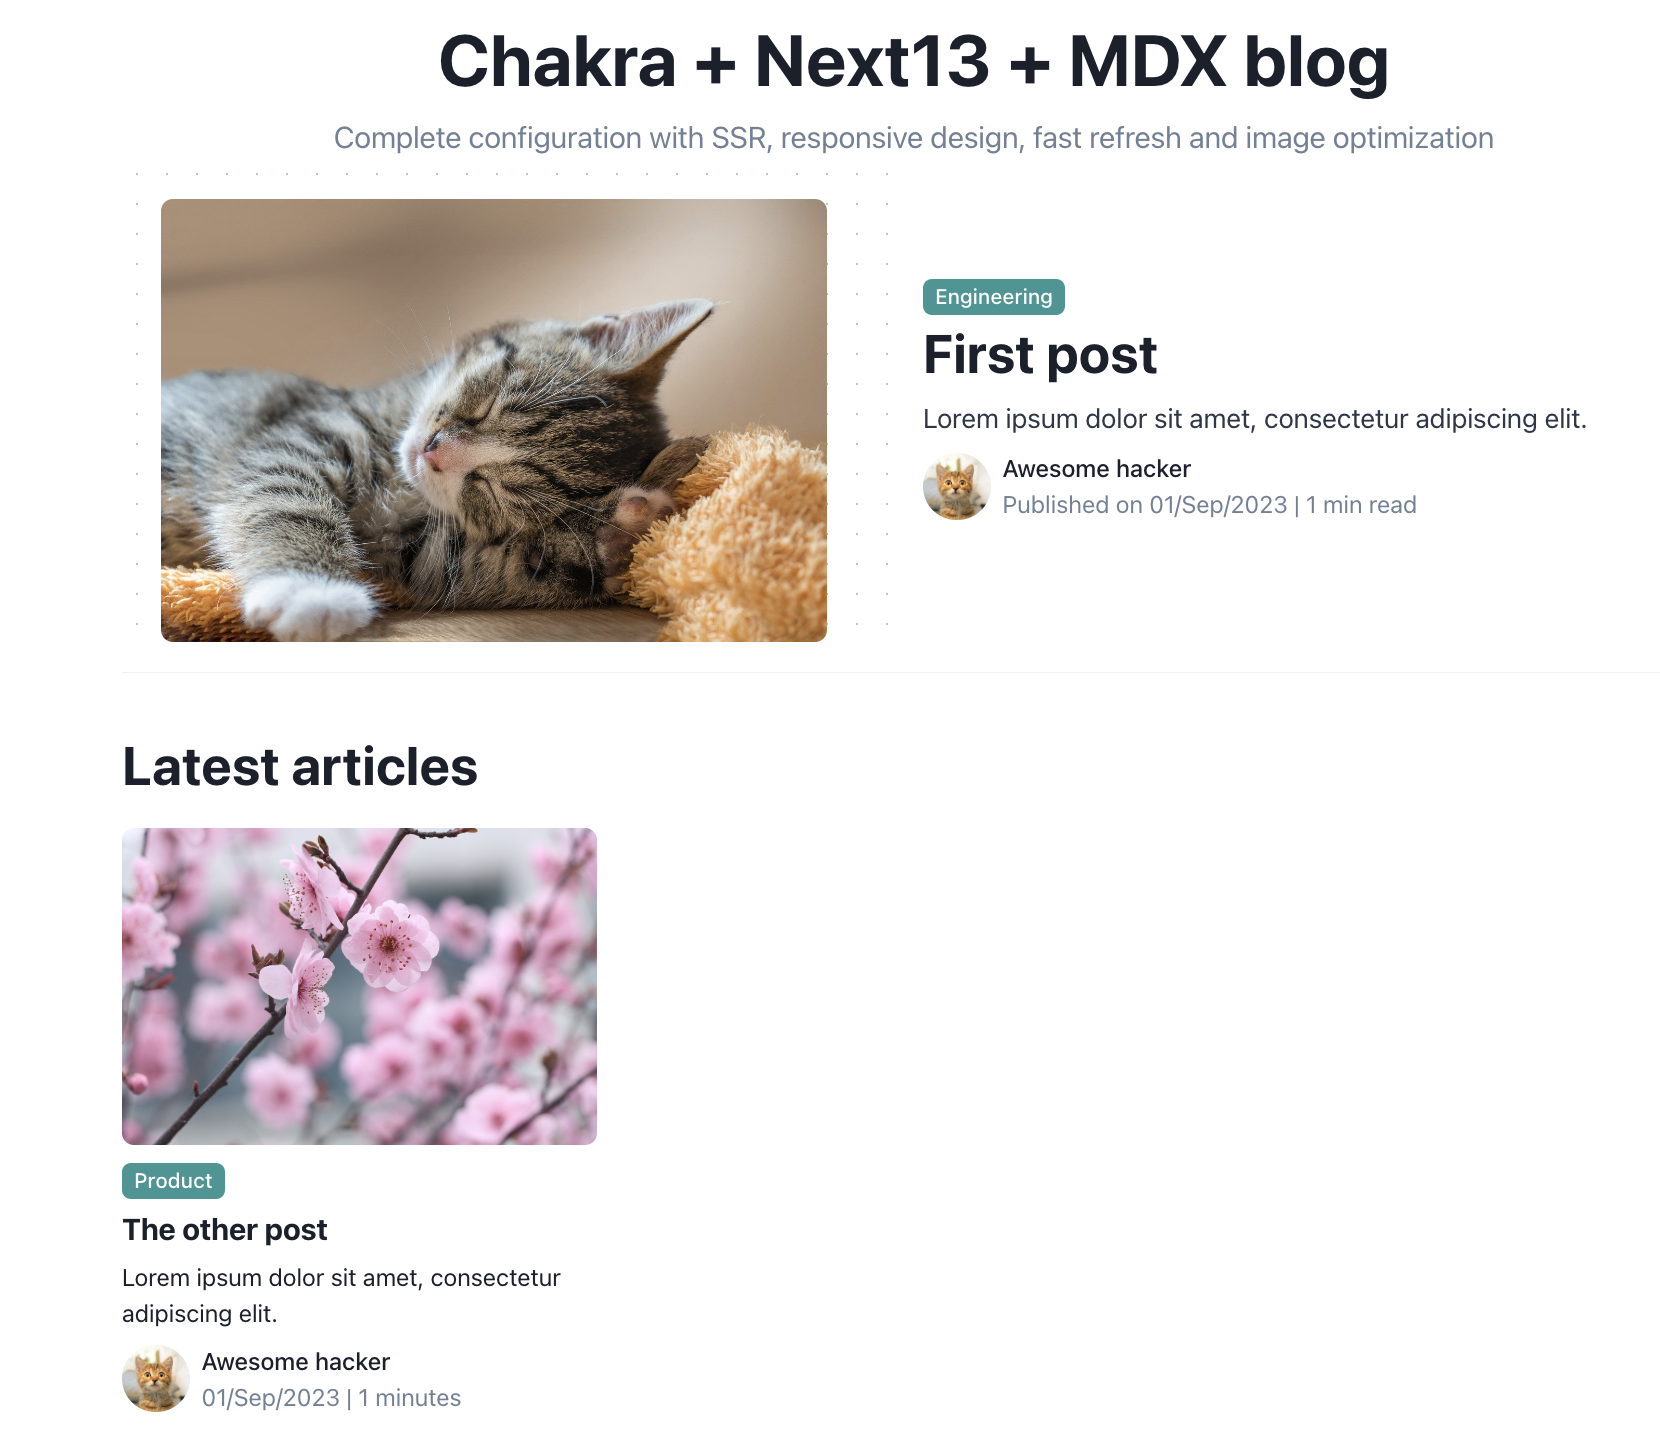 Chakra + Next13 + MDX blog
Complete configuration with SSR, responsive design, fast refresh and image optimization
Engineering
First post
Lorem ipsum dolor sit amet, consectetur adipiscing elit.
Awesome hacker
Published on 01/Sep/2023 | 1 min read
Latest articles
Product
The other post
Lorem ipsum dolor sit amet, consectetur
adipiscing elit.
Awesome hacker
01/Sep/2023 | 1 minutes